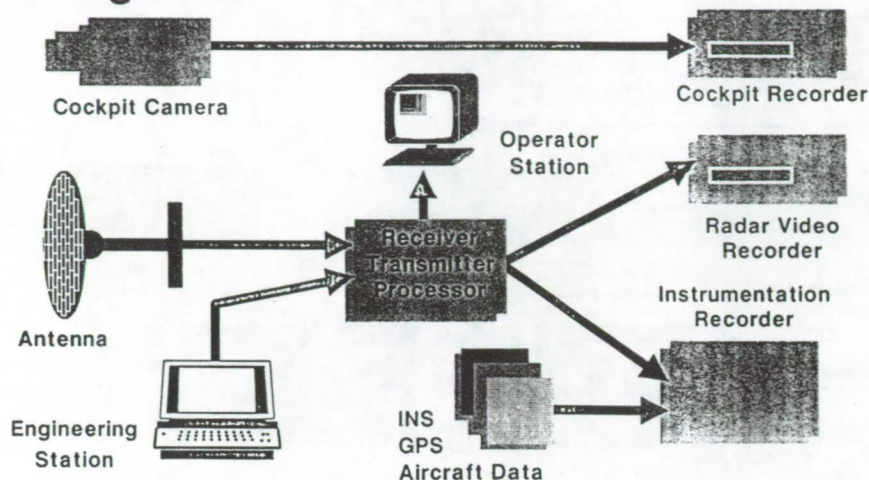 Cockpit Camera
Cockpit Recorder
Operator
Station
Receiver
Transmitter
Processor
Radar Video
Recorder
Antenna
Instrumentation
Recorder
Engineering
Station
INS
GPS
Aircraft Data